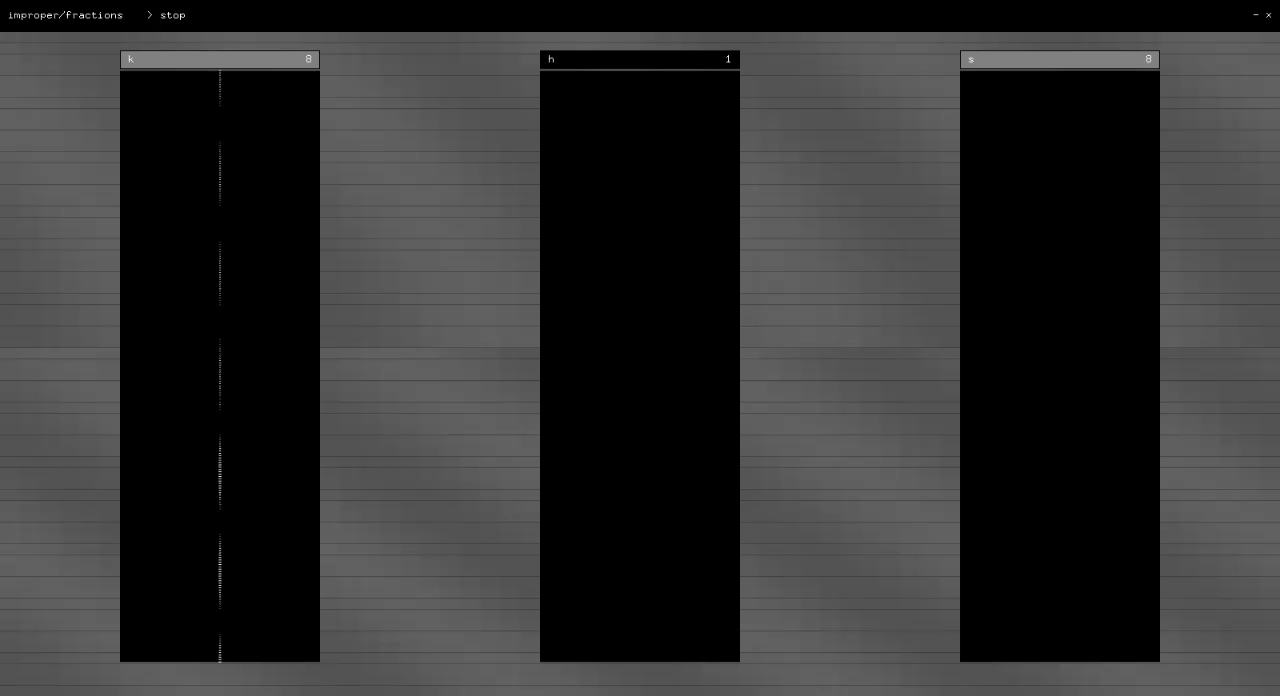 improper/fractions > stop - ×
k 8
h 1
s 8